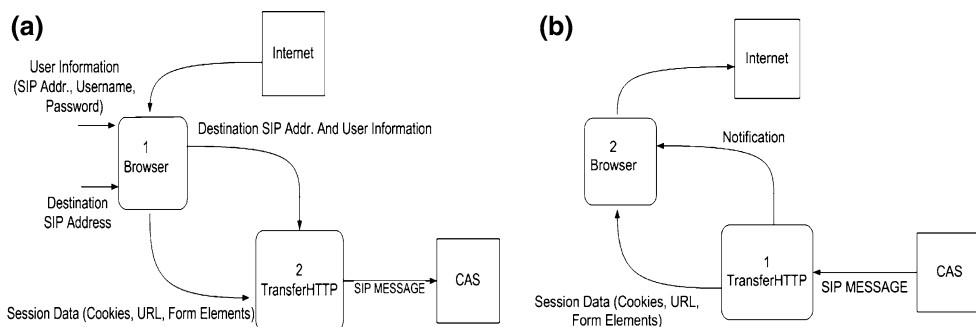 (a)
Internet
User Information
(SIP Addr., Username,
Password)
Destination SIP Addr. And User Information
1
Browser
Destination
SIP Address
2
TransferHTTP
SIP MESSAGE
CAS
Session Data (Cookies, URL, Form Elements)
(b)
Internet
Notification
2
Browser
1
TransferHTTP
SIP MESSAGE
CAS
Session Data (Cookies, URL,
Form Elements)